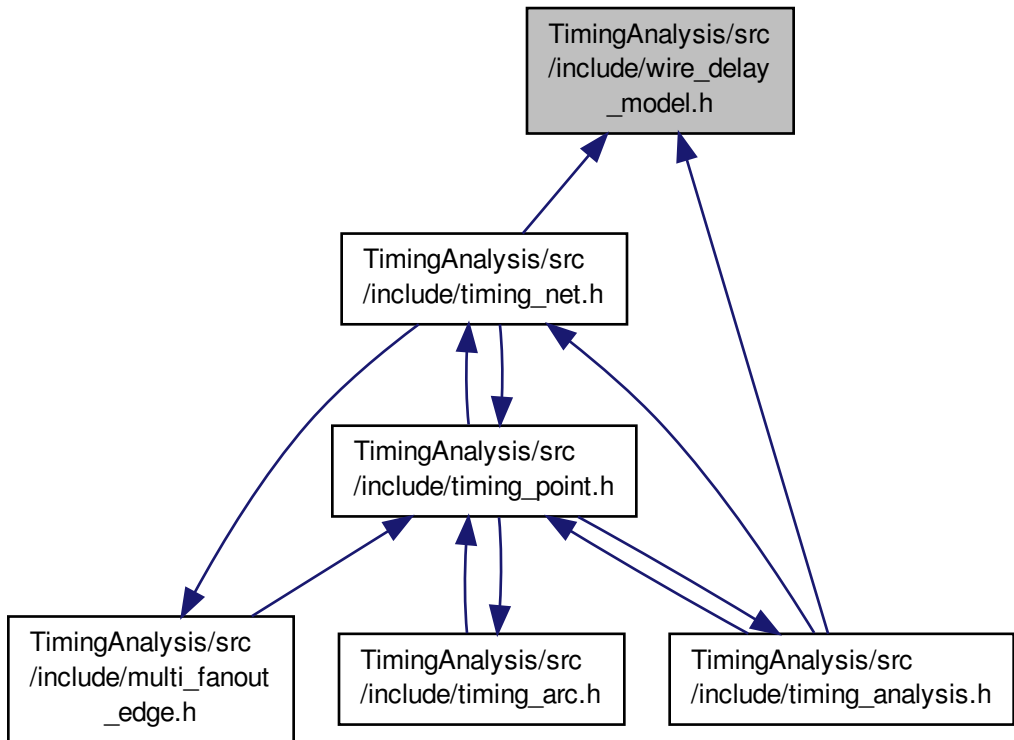 TimingAnalysis/src
/include/wire_delay
_model.h
TimingAnalysis/src
/include/timing_net.h
TimingAnalysis/src
/include/timing_point.h
TimingAnalysis/src
/include/multi_fanout
_edge.h
TimingAnalysis/src
/include/timing_arc.h
TimingAnalysis/src
/include/timing_analysis.h